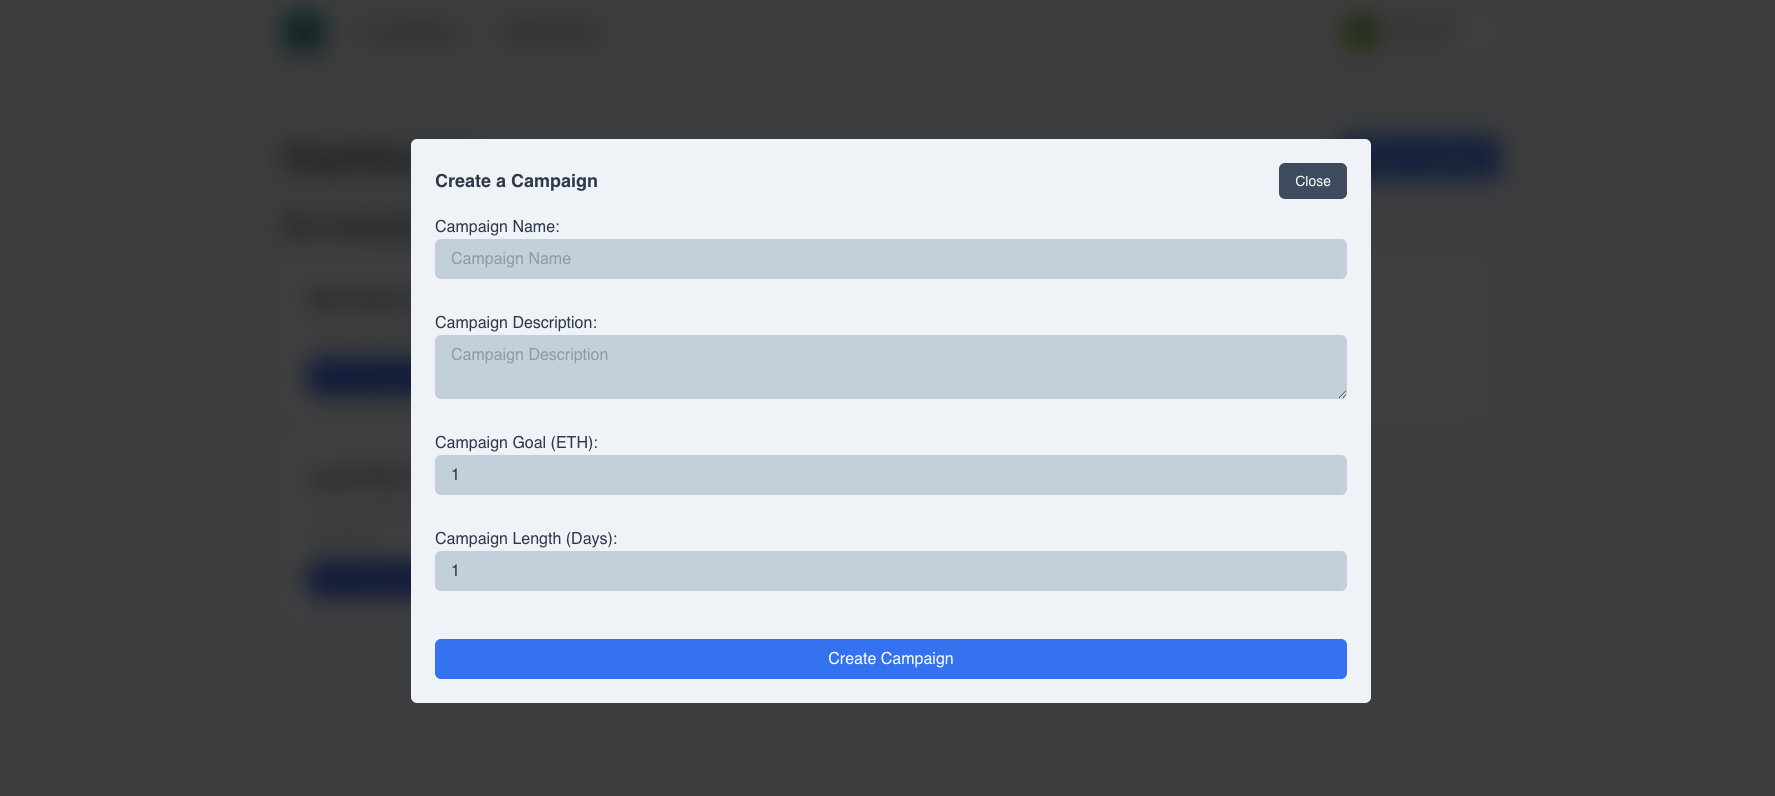 Create a Campaign
Close
Campaign Name:
Campaign Name
Campaign Description:
Campaign Description
Campaign Goal (ETH):
1
Campaign Length (Days):
1
Create Campaign